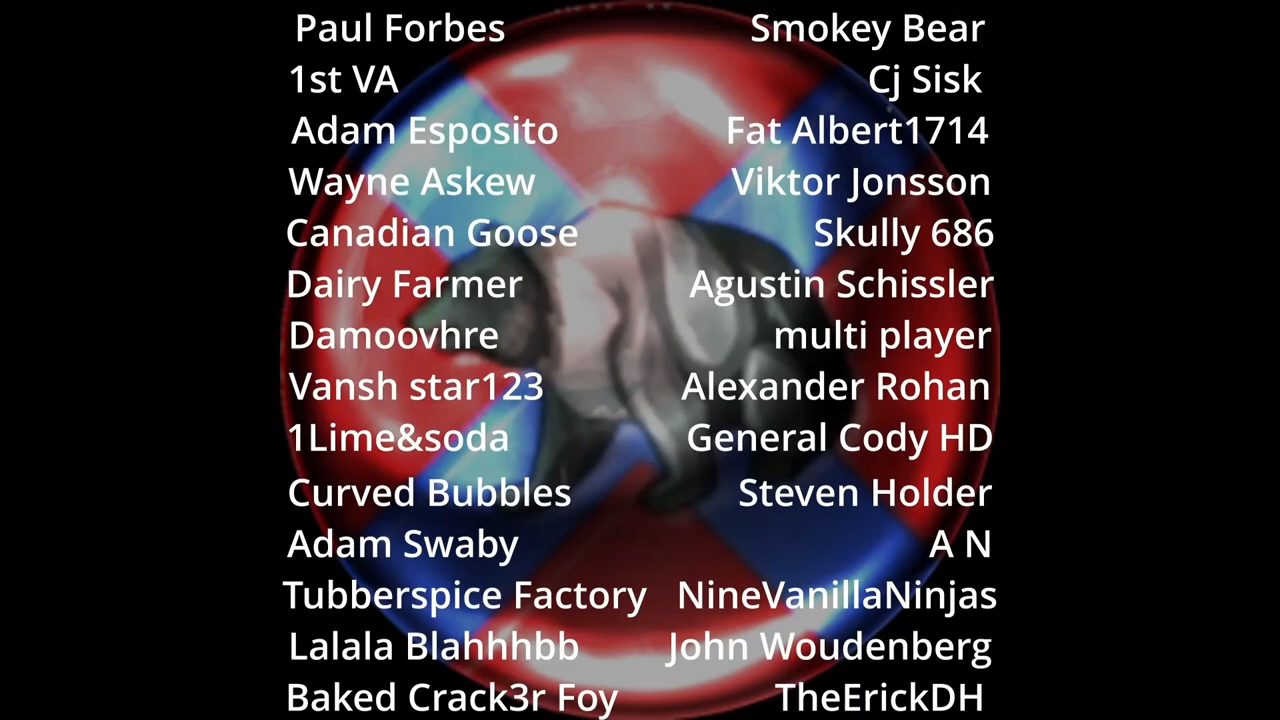 Paul Forbes Smokey Bear
1st VA Cj Sisk
Adam Esposito Fat Albert1714
Wayne Askew Viktor Jonsson
Canadian Goose Skully 686
Dairy Farmer Agustin Schissler
Damoovhre multi player
Vansh star123 Alexander Rohan
1Lime&soda General Cody HD
Curved Bubbles Steven Holder
Adam Swaby A N
Tubberspice Factory NineVanillaNinjas
Lalala Blahhhbb John Woudenberg
Baked Crack3r Foy TheErickDH